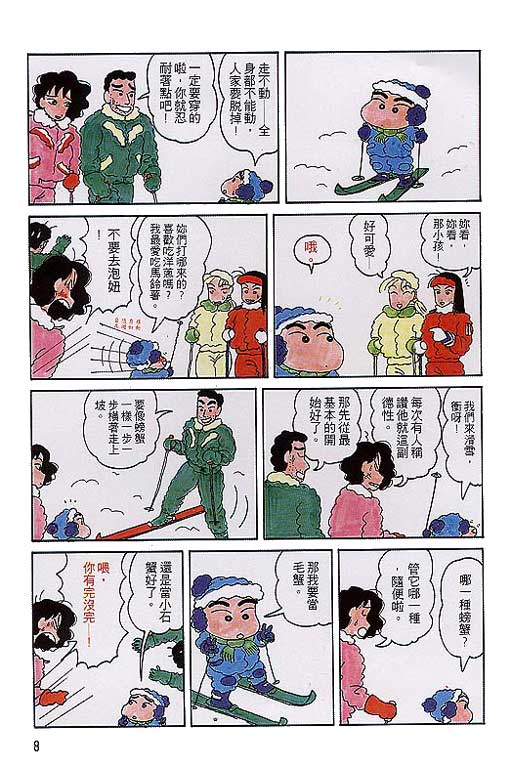 走不動──全
身都不能動，
人家要脫掉！
一定要穿的
啦，你就忍
耐著點吧！
妳看，
妳看，
那小孩！
好可愛─
哦。
妳們打哪來的？
喜歡吃洋蔥嗎？
我最愛吃馬鈴薯。
不要去泡妞
！
我們來滑雪，
衝呀！
每次有人稱
讚他就這副
德性。
那先從最
基本的開
始好了。
要像螃蟹
一樣一步一
步橫著走上
坡。
哪一種螃蟹？
管它哪一種
，隨便啦。
那我要當
毛蟹。
還是當小石
蟹好了。
喂，
你有完沒完─！
8